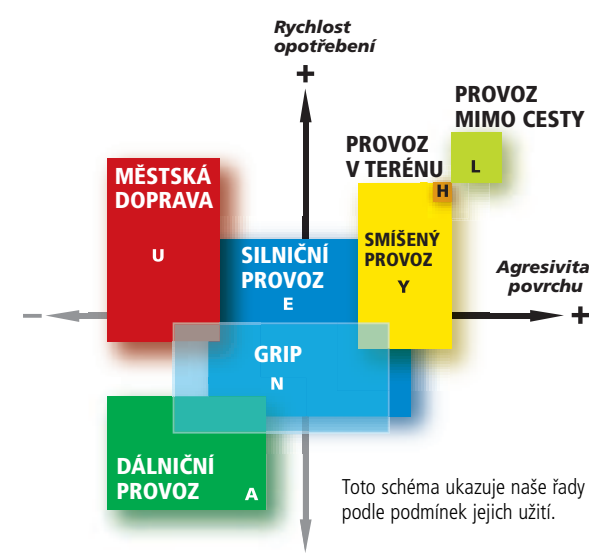 Rychlost
opotřebení
+
PROVOZ
MIMO CESTY
L
PROVOZ
V TERÉNU
H
MĚSTSKÁ
DOPRAVA
U
SILNIČNÍ
PROVOZ
E
SMÍŠENÝ
PROVOZ
Y
Agresivita
povrchu
–
+
GRIP
N
DÁLNIČNÍ
PROVOZ A
Toto schéma ukazuje naše řady
podle podmínek jejich užití.